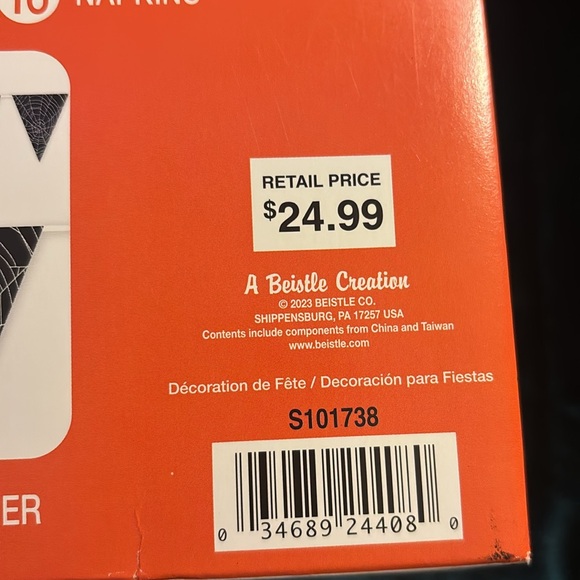 RETAIL PRICE
$24.99
A Beistle Creation
© 2023 BEISTLE CO.
SHIPPENSBURG, PA 17257 USA
Contents include components from China and Taiwan
www.beistle.com
Décoration de Fête / Decoración para Fiestas
S101738
0 34689 24408 0
ER